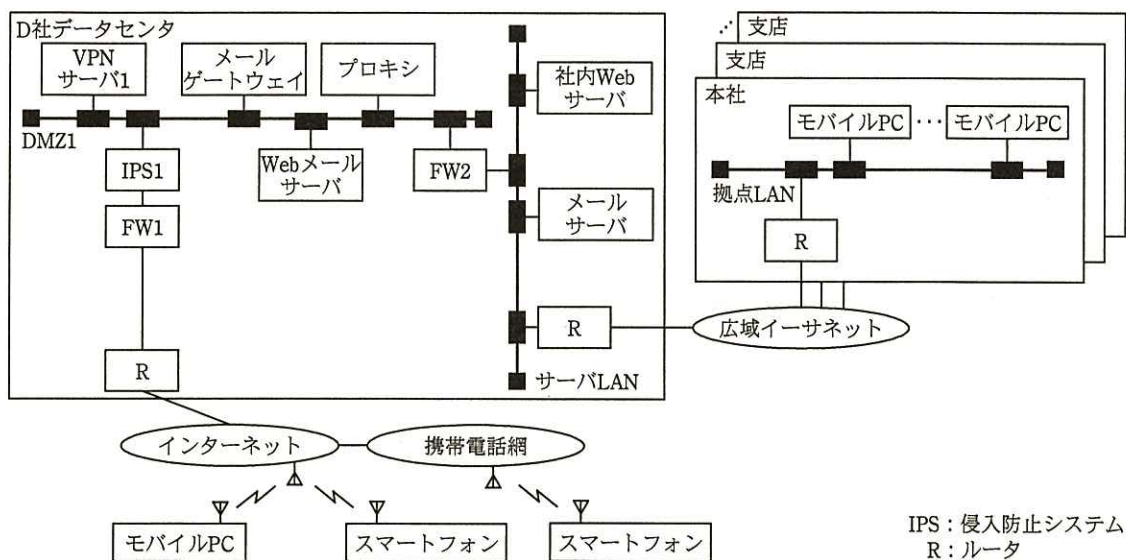 D社データセンタ
VPN
サーバ1
メール
ゲートウェイ
プロキシ
DMZ1
IPS1
FW1
Webメール
サーバ
FW2
社内Web
サーバ
メール
サーバ
R
R
サーバLAN
支店
支店
本社
モバイルPC
…
モバイルPC
拠点LAN
R
広域イーサネット
インターネット
携帯電話網
モバイルPC
スマートフォン
スマートフォン
IPS：侵入防止システム
R：ルータ